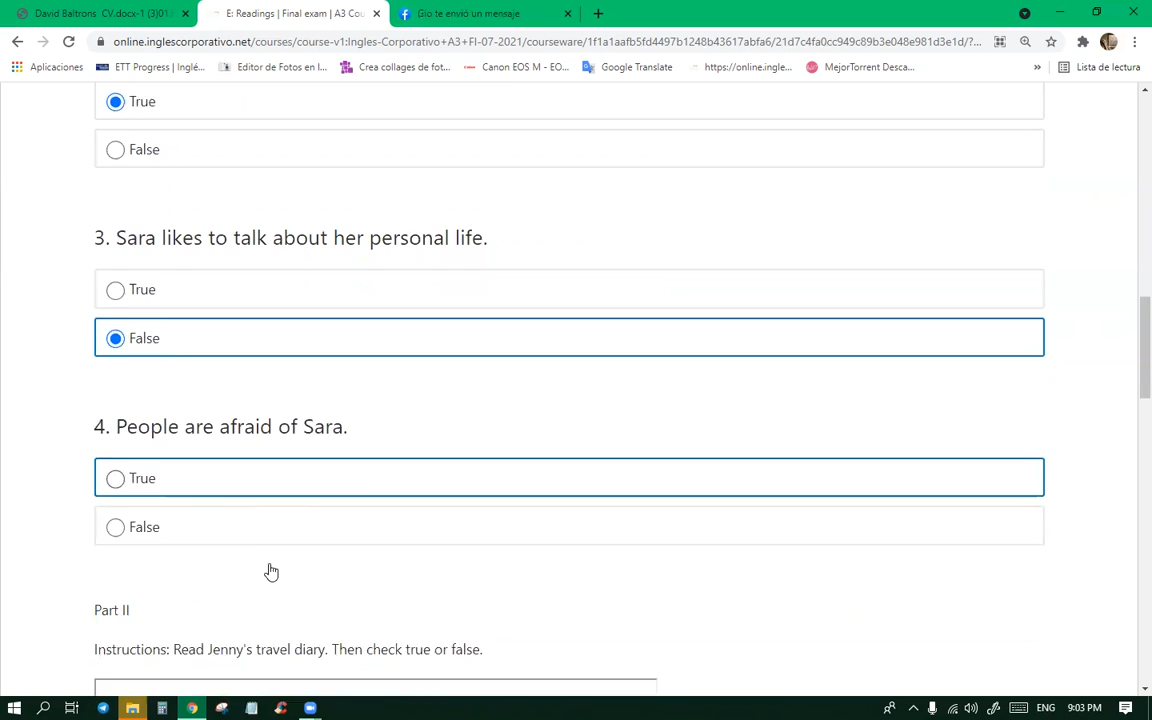 David Baltrons CV.docx-1 (3)01.
E: Readings | Final exam | A3 Cou
Gio te envió un mensaje
online.inglescorporativo.net/courses/course-v1:Ingles-Corporativo+A3+FI-07-2021/courseware/1f1a1aafb5fd4497b1248b43617abfa6/21d7c4fa0cc949c89b3e048e981d3e1d/?...
Aplicaciones
ETT Progress | Inglé...
Editor de Fotos en l...
Crea collages de fot...
Canon EOS M - EO...
Google Translate
https://online.ingle...
MejorTorrent Desca...
»
Lista de lectura
True
False
3. Sara likes to talk about her personal life.
True
False
4. People are afraid of Sara.
True
False
Part II
Instructions: Read Jenny's travel diary. Then check true or false.
ENG
9:03 PM